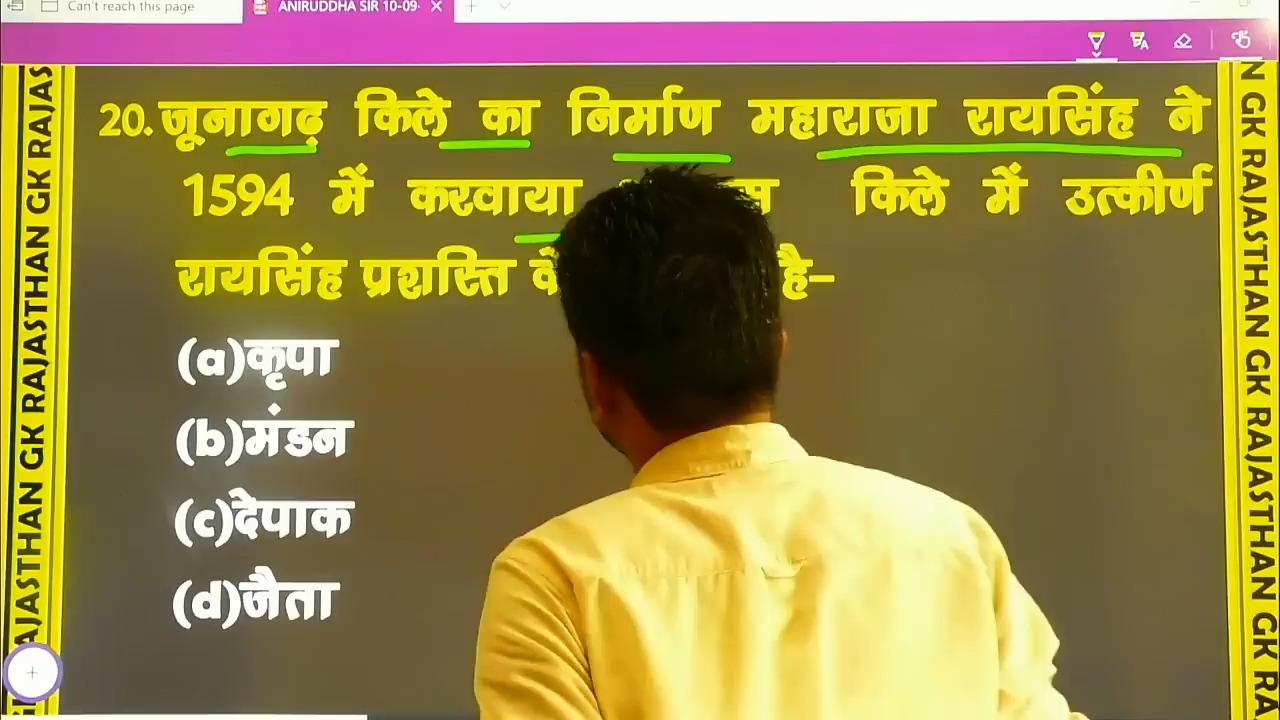 Can't reach this page
ANIRUDDHA SIR 10-09-
20. जूनागढ़ किले का निर्माण महाराजा रायसिंह ने
1594 में करवाया किले में उत्कीर्ण
रायसिंह प्रशस्ति है-
(a)कृपा
(b)मंडन
(c)देपाक
(d)जैता
RAJASTHAN GK RAJAS
RAJASTHAN GK RAJASTHAN GK RA